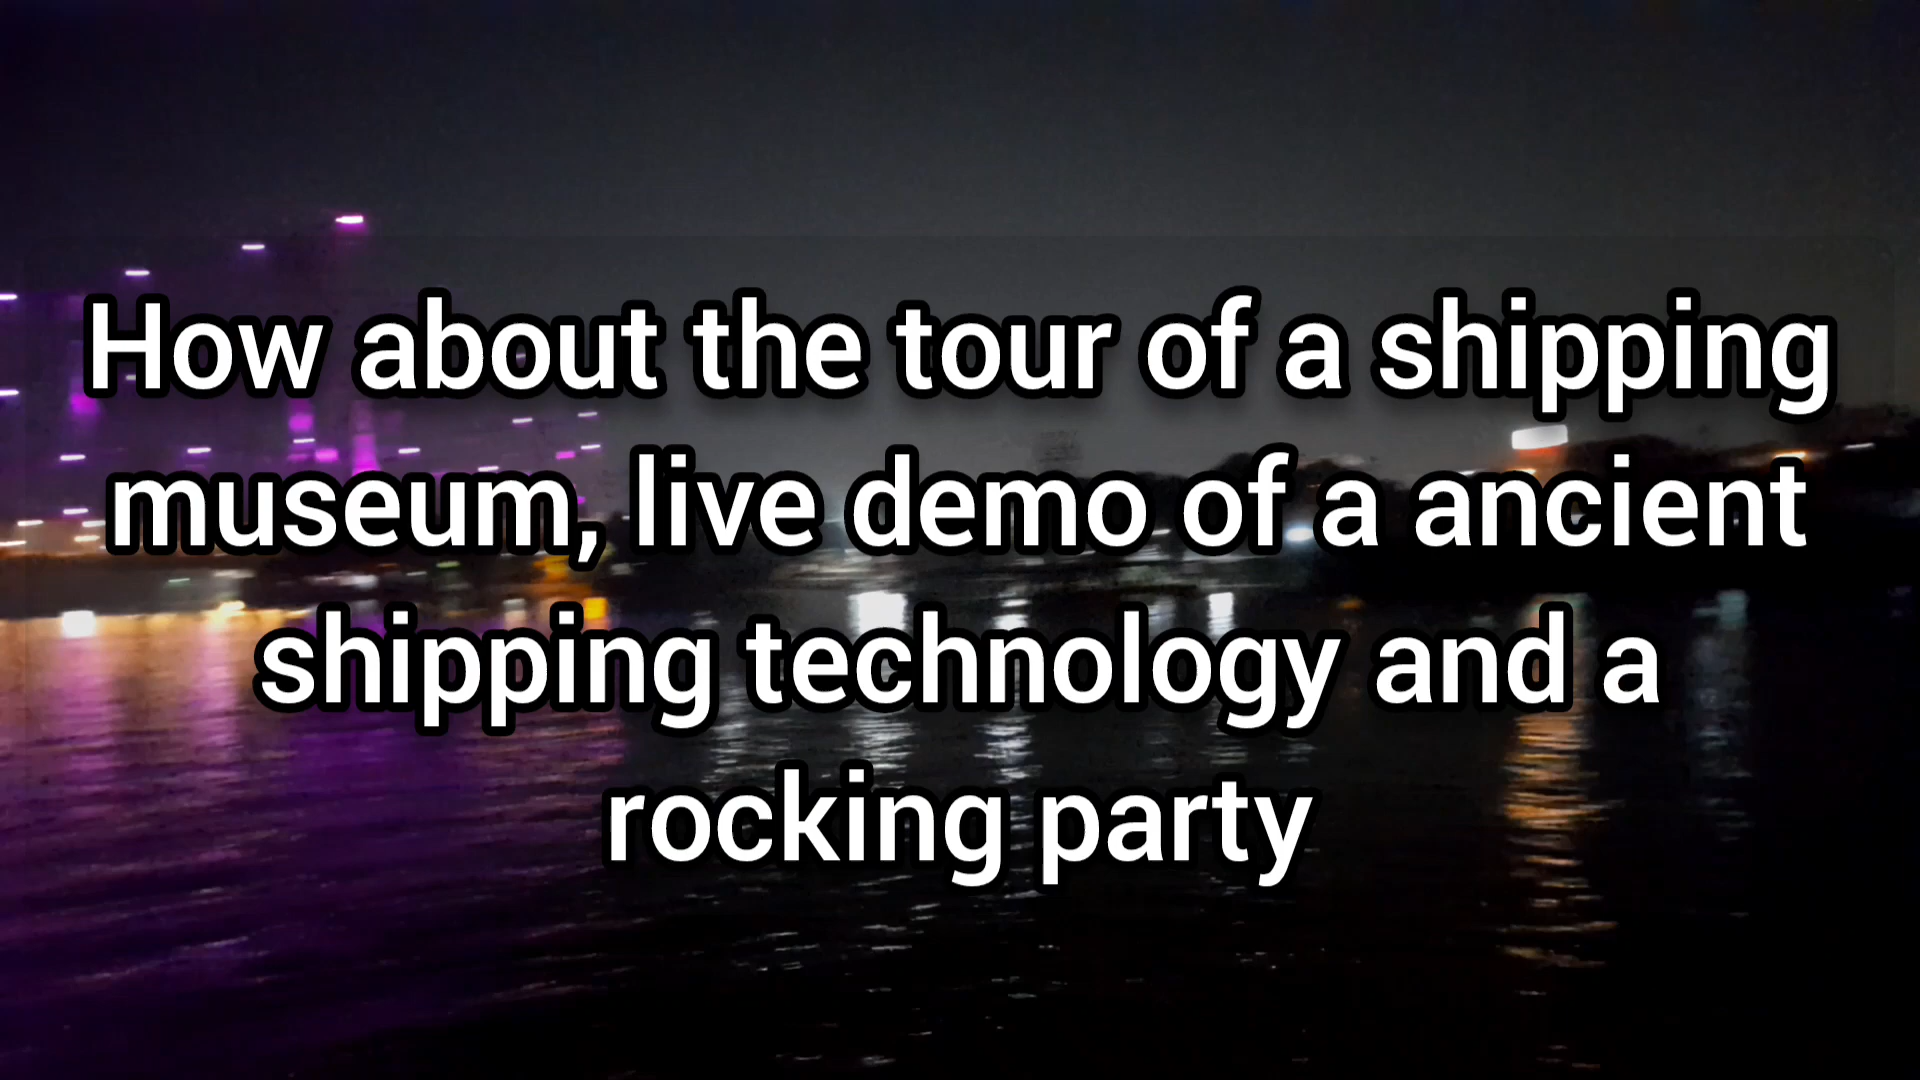 How about the tour of a shipping
museum, live demo of a ancient
shipping technology and a
rocking party